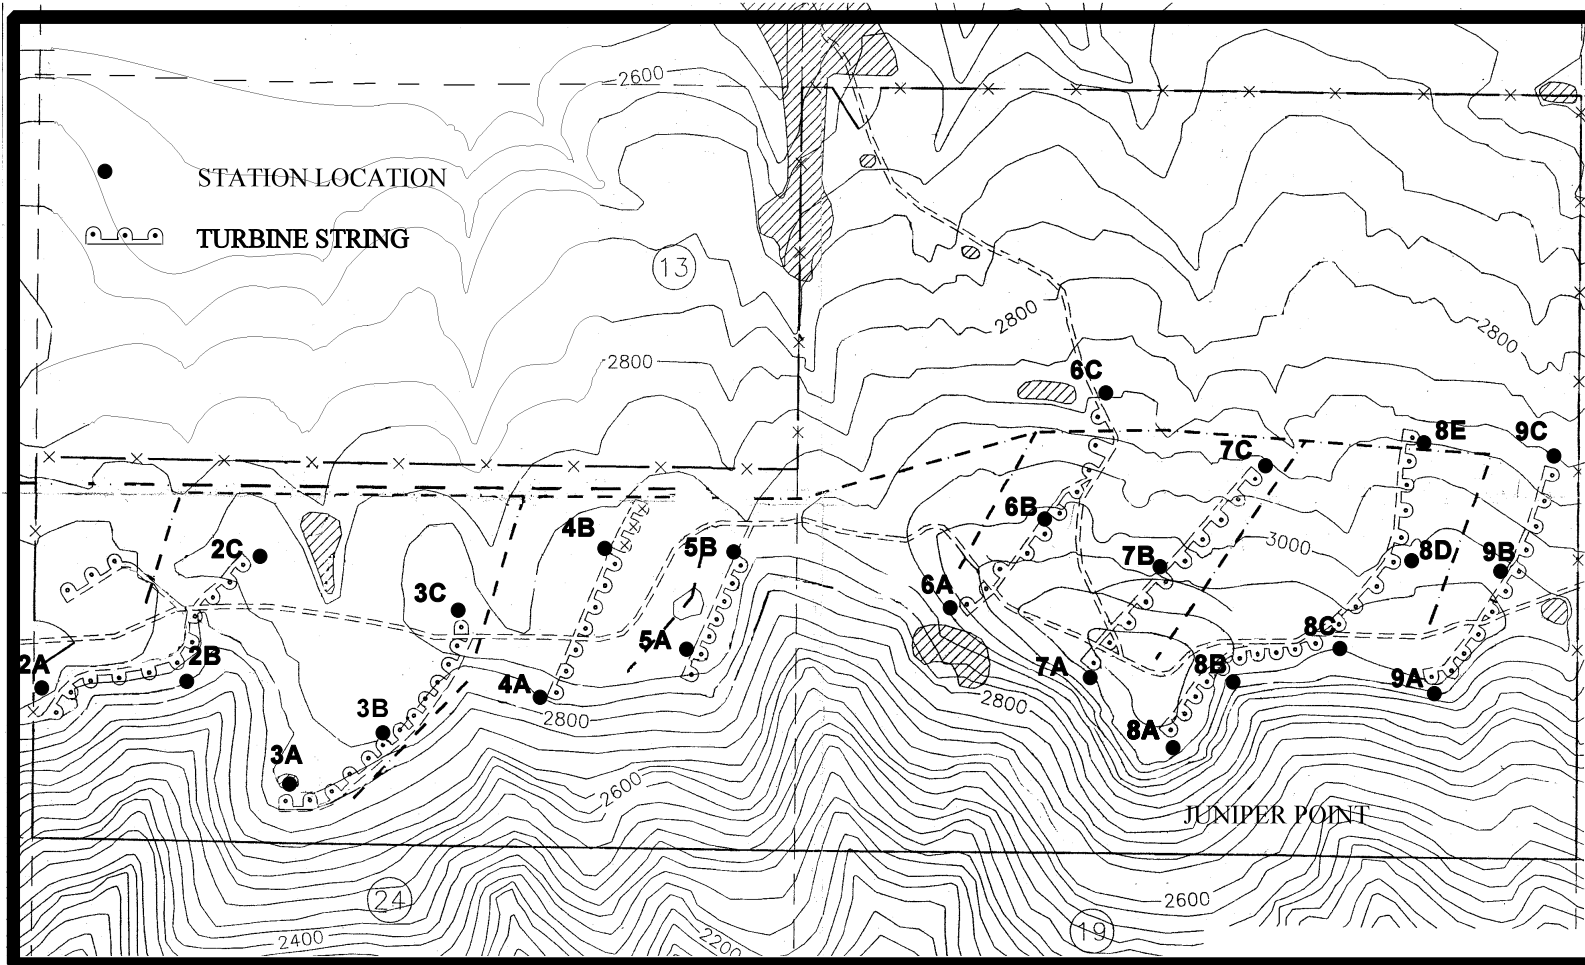 2600
STATION LOCATION
TURBINE STRING
13
2800
2800
2800
6C
8E
9C
7C
6B
4B
5B
2C
3000
8D
9B
7B
6A
3C
5A
8C
2B
2A
7A
8B
9A
4A
2800
2800
3B
8A
3A
2600
JUNIPER POINT
24
2600
19
2400
2200